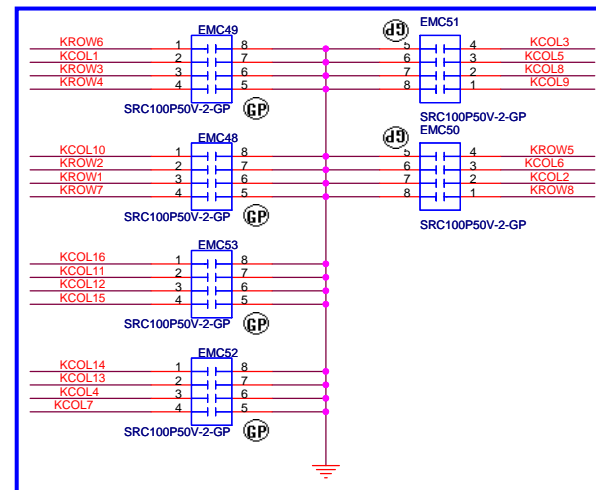 EMC49
KROW6 1 8
KCOL1 2 7
KROW3 3 6
KROW4 4 5
SRC100P50V-2-GP GP
GP EMC51
5 4 KCOL3
6 3 KCOL5
7 2 KCOL8
8 1 KCOL9
SRC100P50V-2-GP
EMC48
KCOL10 1 8
KROW2 2 7
KROW1 3 6
KROW7 4 5
SRC100P50V-2-GP GP
GP EMC50
5 4 KROW5
6 3 KCOL6
7 2 KCOL2
8 1 KROW8
SRC100P50V-2-GP
EMC53
KCOL16 1 8
KCOL11 2 7
KCOL12 3 6
KCOL15 4 5
SRC100P50V-2-GP GP
EMC52
KCOL14 1 8
KCOL13 2 7
KCOL4 3 6
KCOL7 4 5
SRC100P50V-2-GP GP